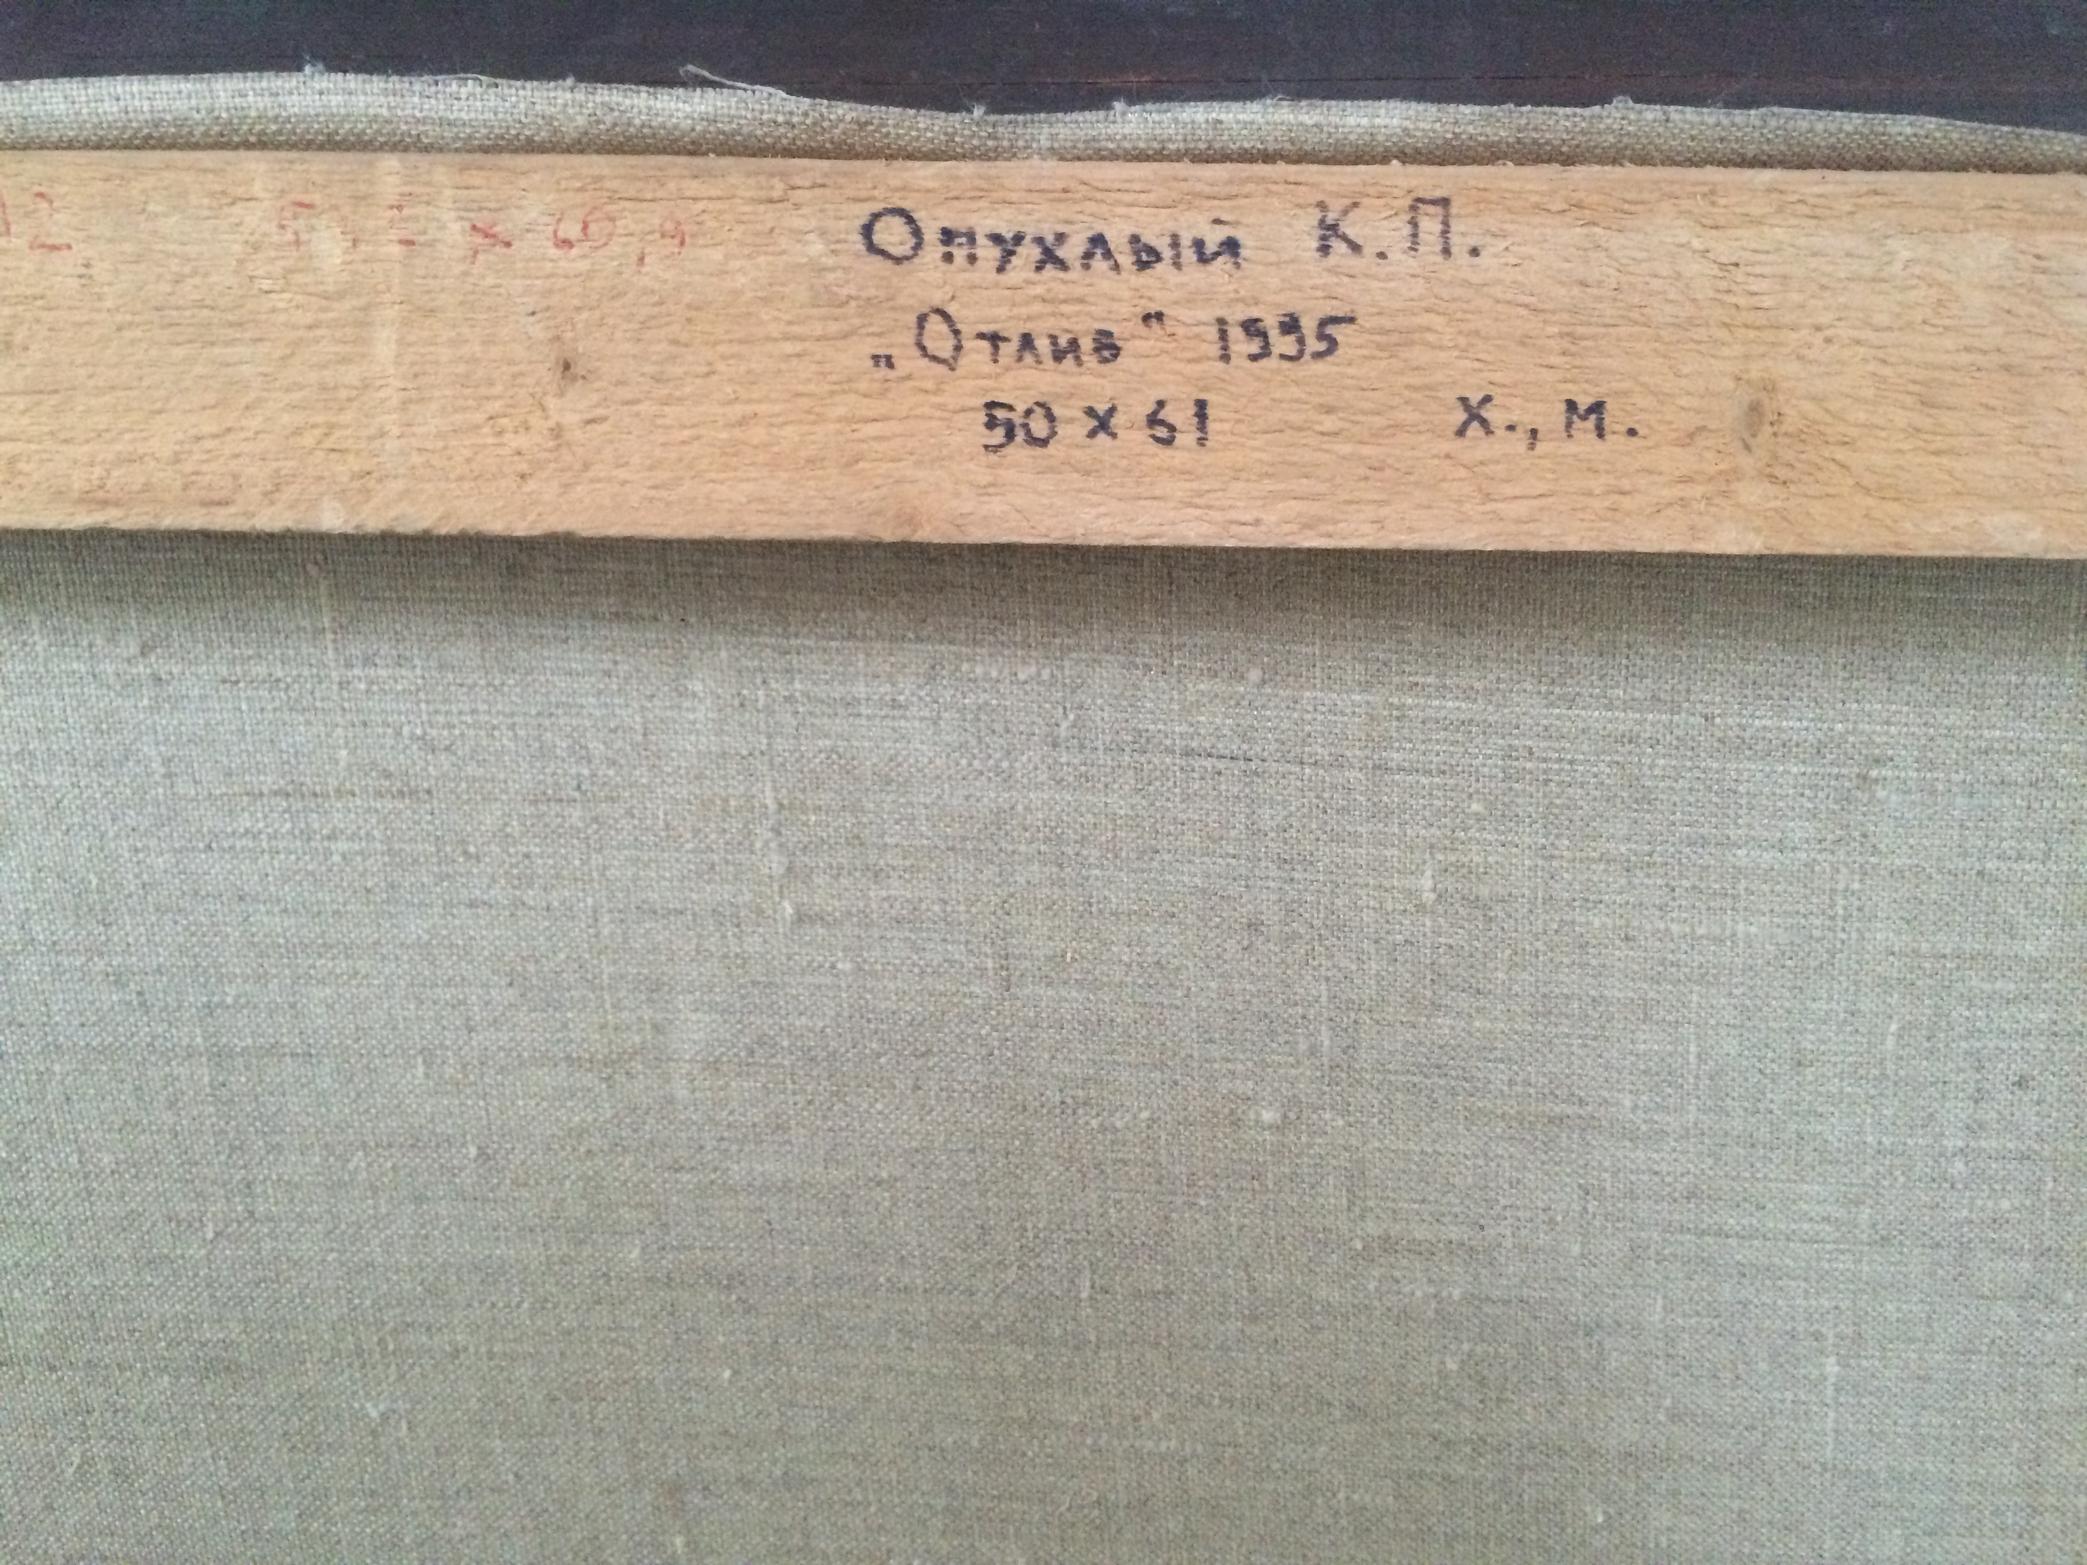 Опухлый К.П.
„Отлив" 1995
50 x 61 х., м.